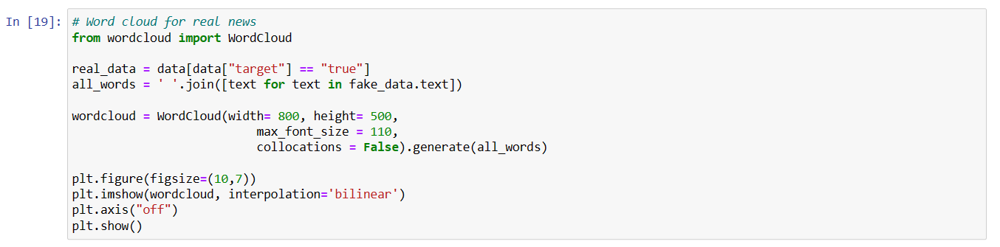 In [19]: # Word cloud for real news
from wordcloud import WordCloud

real_data = data[data["target"] == "true"]
all_words = ' '.join([text for text in fake_data.text])

wordcloud = WordCloud(width= 800, height= 500,
                          max_font_size = 110,
                          collocations = False).generate(all_words)

plt.figure(figsize=(10,7))
plt.imshow(wordcloud, interpolation='bilinear')
plt.axis("off")
plt.show()